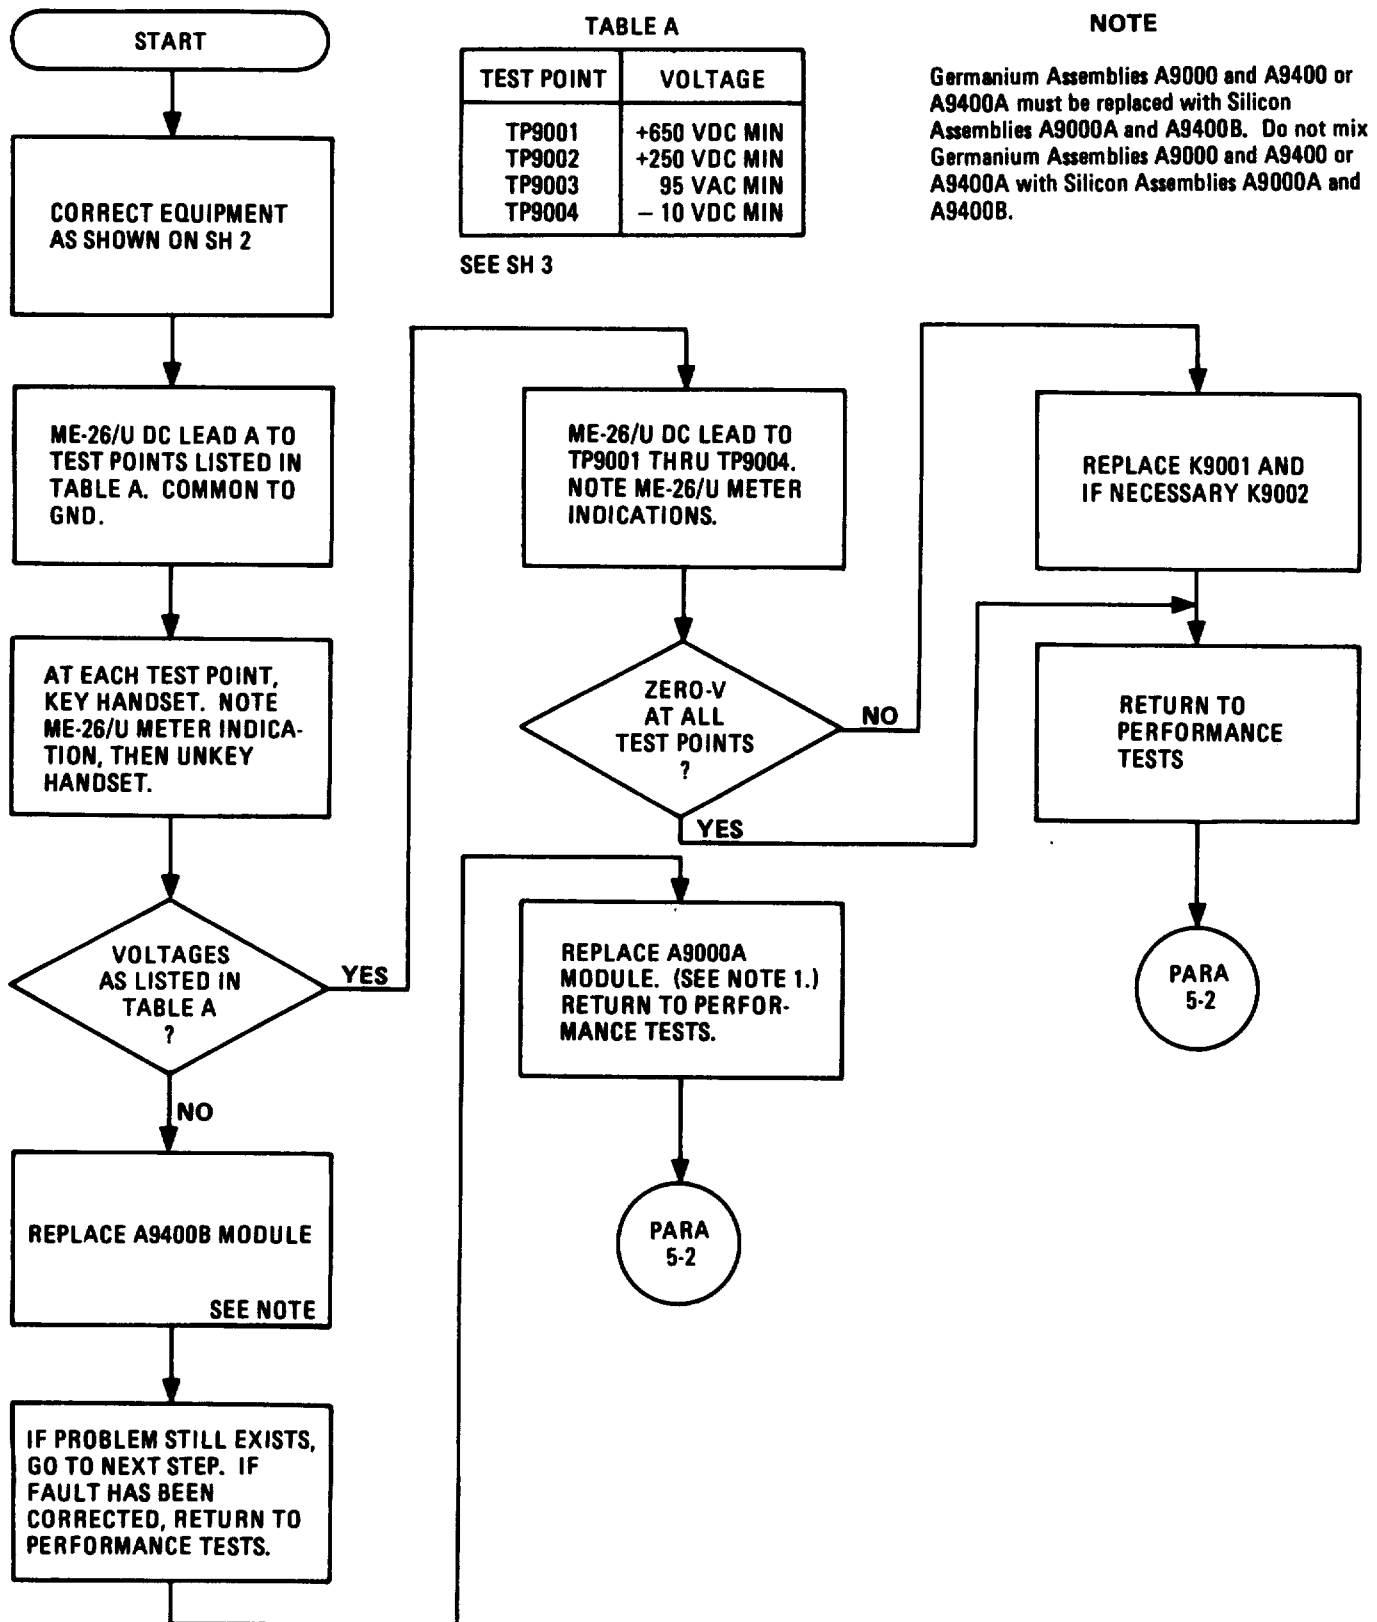 START
CORRECT EQUIPMENT
AS SHOWN ON SH 2
ME-26/U DC LEAD A TO
TEST POINTS LISTED IN
TABLE A. COMMON TO
GND.
AT EACH TEST POINT,
KEY HANDSET. NOTE
ME-26/U METER INDICA-
TION, THEN UNKEY
HANDSET.
VOLTAGES
AS LISTED IN
TABLE A
?
YES
NO
REPLACE A9400B MODULE
SEE NOTE
IF PROBLEM STILL EXISTS,
GO TO NEXT STEP. IF
FAULT HAS BEEN
CORRECTED, RETURN TO
PERFORMANCE TESTS.
TABLE A
TEST POINT VOLTAGE
TP9001 +650 VDC MIN
TP9002 +250 VDC MIN
TP9003 95 VAC MIN
TP9004 – 10 VDC MIN
SEE SH 3
ME-26/U DC LEAD TO
TP9001 THRU TP9004.
NOTE ME-26/U METER
INDICATIONS.
ZERO-V
AT ALL
TEST POINTS
?
NO
YES
REPLACE A9000A
MODULE. (SEE NOTE 1.)
RETURN TO PERFOR-
MANCE TESTS.
PARA
5-2
NOTE
Germanium Assemblies A9000 and A9400 or
A9400A must be replaced with Silicon
Assemblies A9000A and A9400B. Do not mix
Germanium Assemblies A9000 and A9400 or
A9400A with Silicon Assemblies A9000A and
A9400B.
REPLACE K9001 AND
IF NECESSARY K9002
RETURN TO
PERFORMANCE
TESTS
PARA
5-2